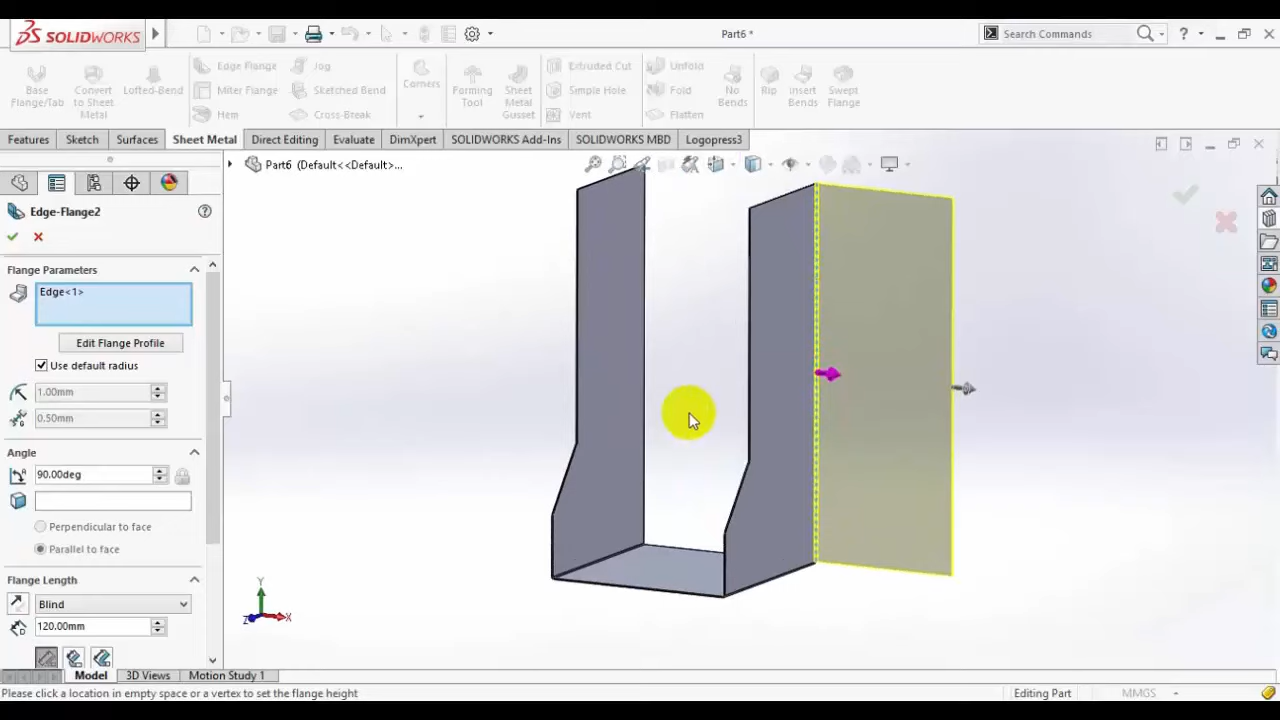 SOLIDWORKS
Part6 *
Search Commands
Base Flange/Tab
Convert to Sheet Metal
Lofted-Bend
Edge Flange
Miter Flange
Hem
Jog
Sketched Bend
Cross-Break
Corners
Forming Tool
Sheet Metal Gusset
Extruded Cut
Simple Hole
Vent
Unfold
Fold
Flatten
No Bends
Rip
Insert Bends
Swept Flange
Features
Sketch
Surfaces
Sheet Metal
Direct Editing
Evaluate
DimXpert
SOLIDWORKS Add-Ins
SOLIDWORKS MBD
Logopress3
Part6 (Default<<Default>...
Edge-Flange2
Flange Parameters
Edge<1>
Edit Flange Profile
Use default radius
1.00mm
0.50mm
Angle
90.00deg
Perpendicular to face
Parallel to face
Flange Length
Blind
120.00mm
Y
Z
X
Model
3D Views
Motion Study 1
Please click a location in empty space or a vertex to set the flange height
Editing Part
MMGS